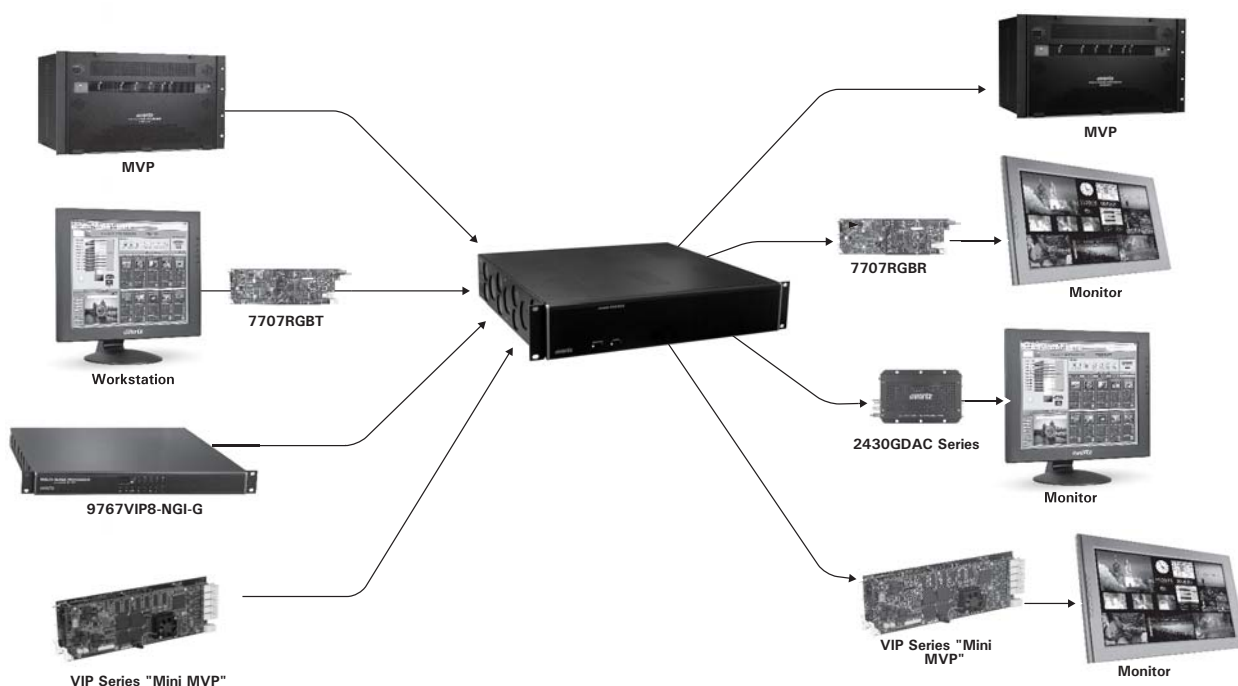 MVP
MVP
7707RGBT
Workstation
7707RGBR
Monitor
9767VIP8-NGI-G
2430GDAC Series
Monitor
VIP Series "Mini MVP"
VIP Series "Mini
MVP"
Monitor